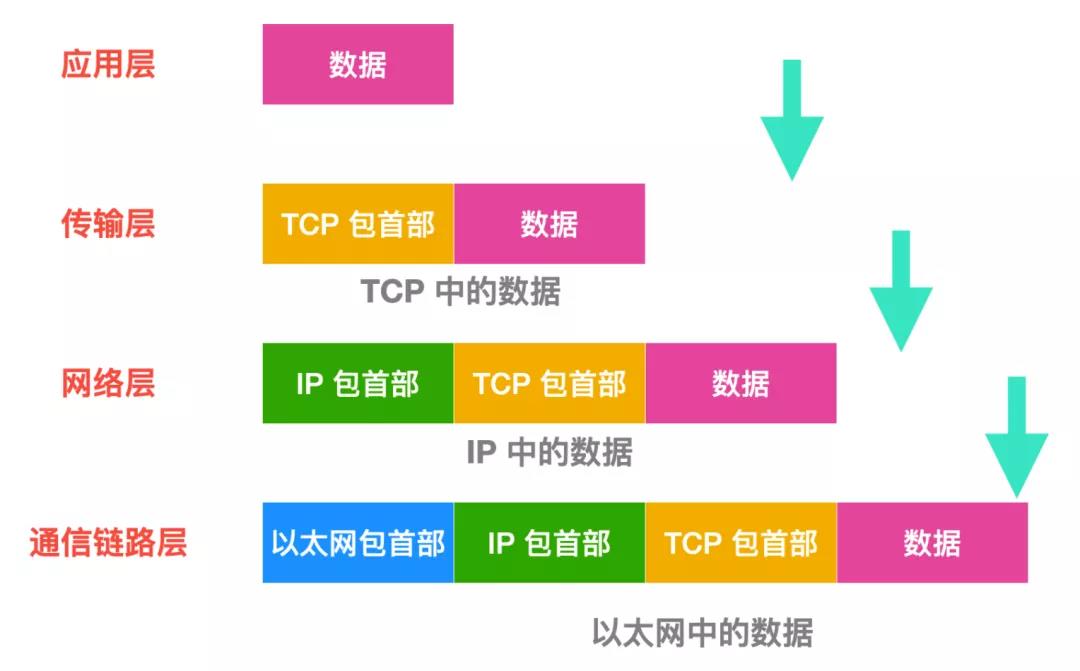 应用层
数据
传输层
TCP 包首部
数据
TCP 中的数据
网络层
IP 包首部
TCP 包首部
数据
IP 中的数据
通信链路层
以太网包首部
IP 包首部
TCP 包首部
数据
以太网中的数据